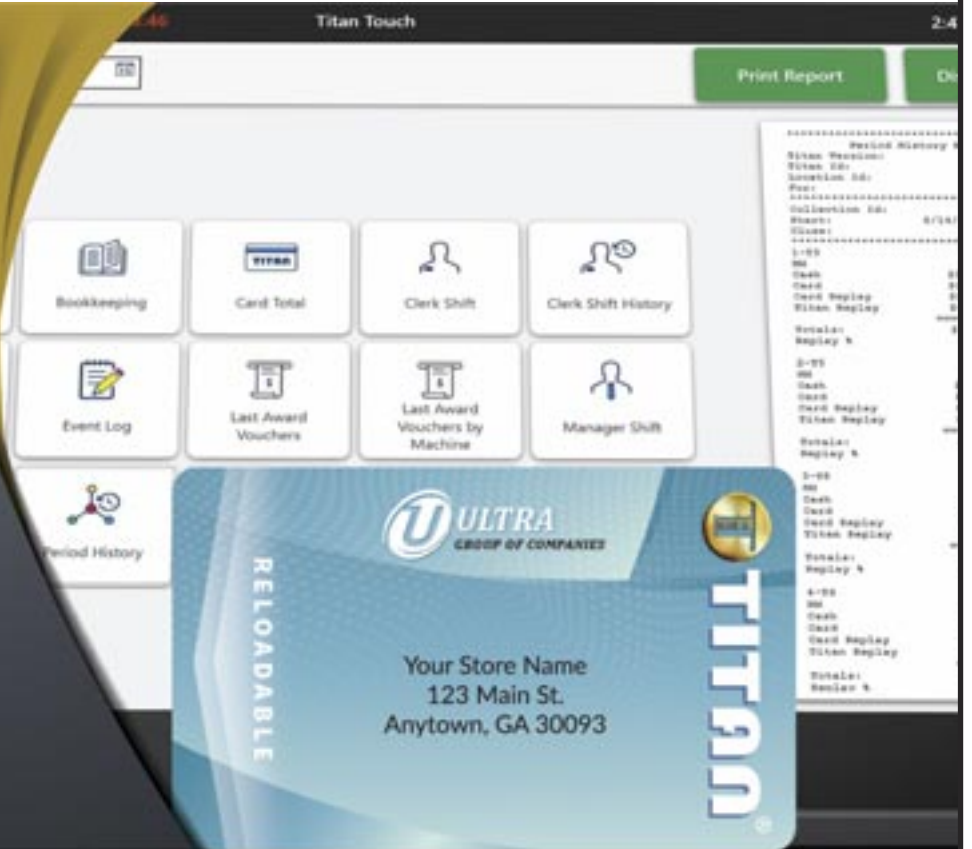 Titan Touch
Print Report
Period History
Titan Version:
Titan Id:
Location Id:
For:
Collection Id:
Start:
Close:
Cash
Card
Card Replay
Titan Replay
Totals:
Replay %
Cash
Card
Card Replay
Titan Replay
Totals:
Replay %
Cash
Card
Card Replay
Titan Replay
Totals:
Replay %
Cash
Card
Card Replay
Titan Replay
Totals:
Replay %
Bookkeeping
TITAN
Card Total
Clerk Shift
Clerk Shift History
Event Log
Last Award
Vouchers
Last Award
Vouchers by
Machine
Manager Shift
Period History
U ULTRA
GROUP OF COMPANIES
RELOADABLE
Your Store Name
123 Main St.
Anytown, GA 30093
TITAN